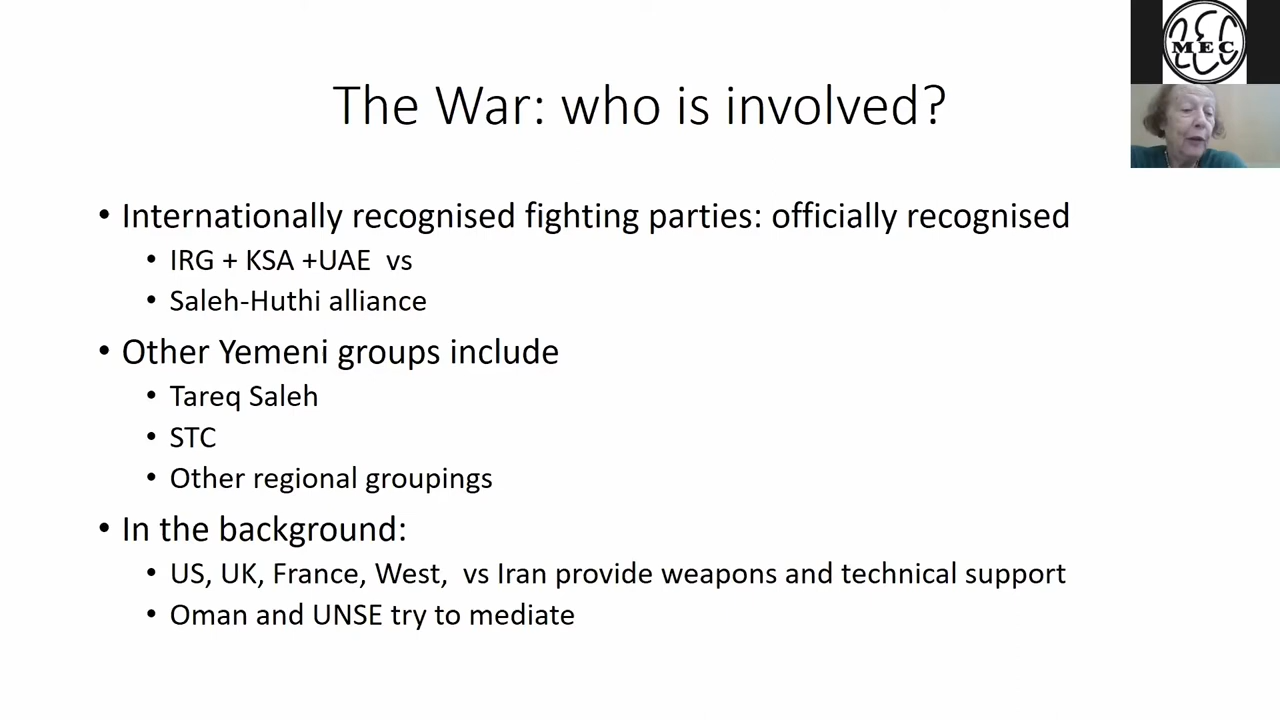 The War: who is involved?
• Internationally recognised fighting parties: officially recognised
• IRG + KSA +UAE  vs
• Saleh-Huthi alliance
• Other Yemeni groups include
• Tareq Saleh
• STC
• Other regional groupings
• In the background:
• US, UK, France, West,  vs Iran provide weapons and technical support
• Oman and UNSE try to mediate
MEC